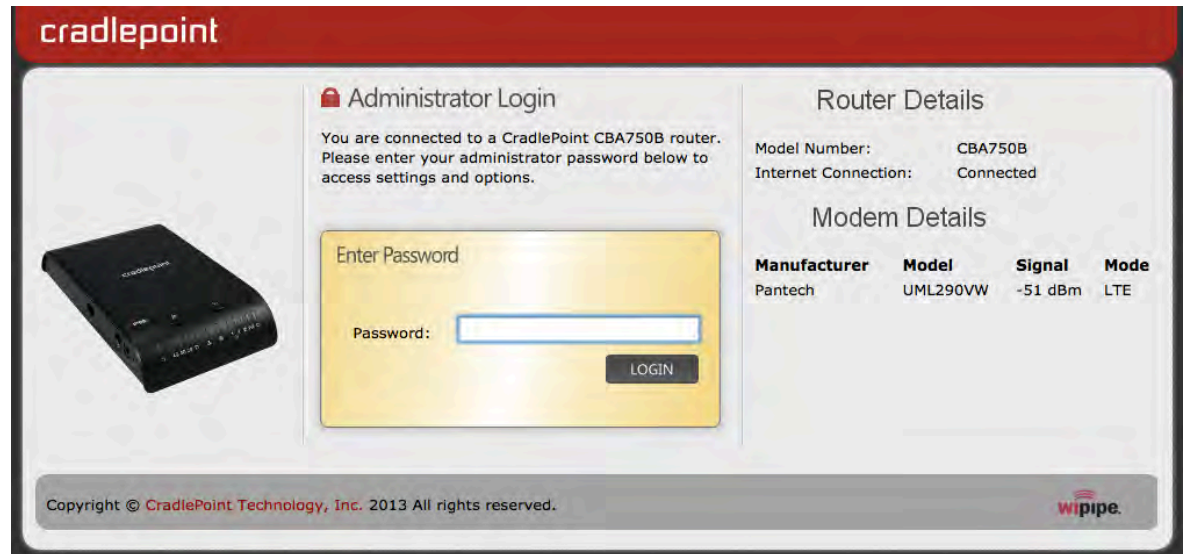 cradlepoint
Administrator Login
You are connected to a CradlePoint CBA750B router.
Please enter your administrator password below to
access settings and options.
Enter Password
Password:
LOGIN
Router Details
Model Number: CBA750B
Internet Connection: Connected
Modem Details
Manufacturer Model Signal Mode
Pantech UML290VW -51 dBm LTE
cradlepoint
Copyright © CradlePoint Technology, Inc. 2013 All rights reserved.
wipipe.